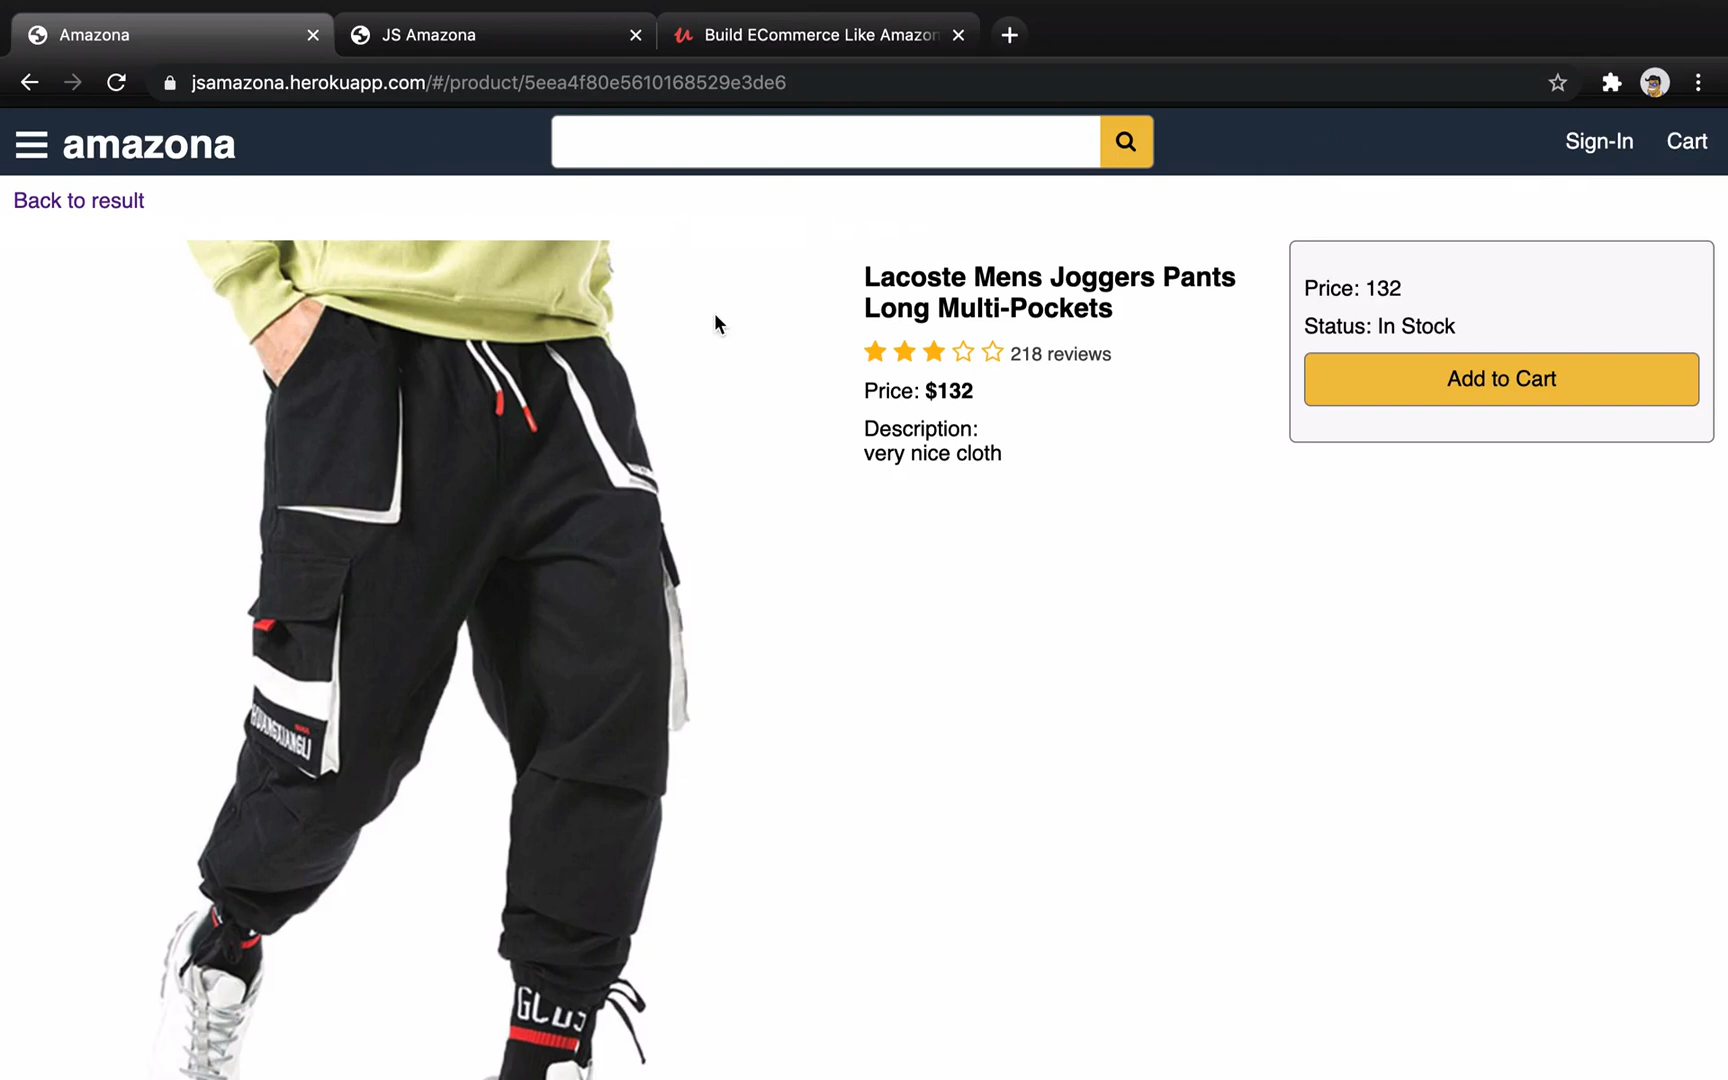 Amazona
JS Amazona
Build ECommerce Like Amazon
jsamazona.herokuapp.com/#/product/5eea4f80e5610168529e3de6
amazona
Sign-In
Cart
Back to result
Lacoste Mens Joggers Pants
Long Multi-Pockets
218 reviews
Price: $132
Description:
very nice cloth
Price: 132
Status: In Stock
Add to Cart
HUANGXIANGLI
GCDS